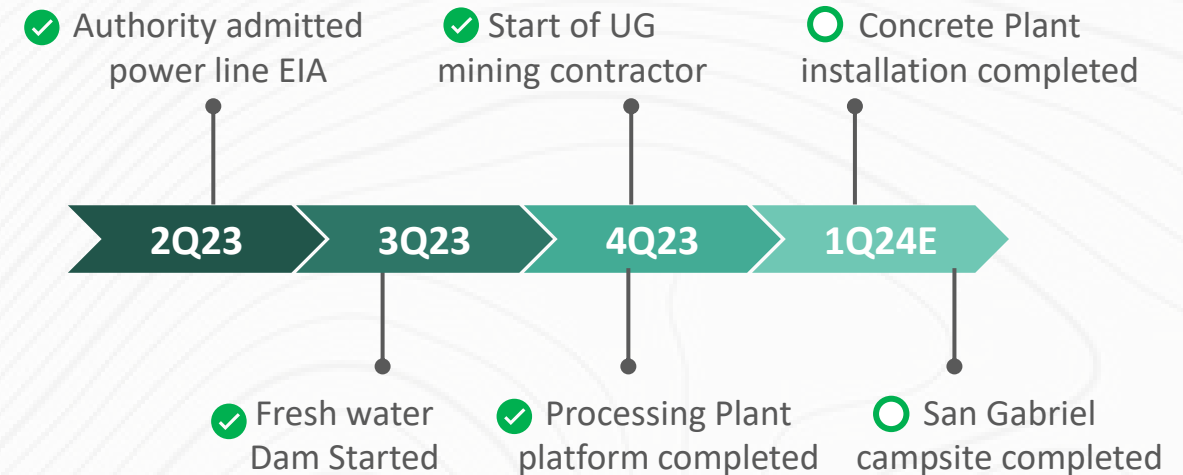 Authority admitted
power line EIA
Start of UG
mining contractor
Concrete Plant
installation completed
2Q23
3Q23
4Q23
1Q24E
Fresh water
Dam Started
Processing Plant
platform completed
San Gabriel
campsite completed